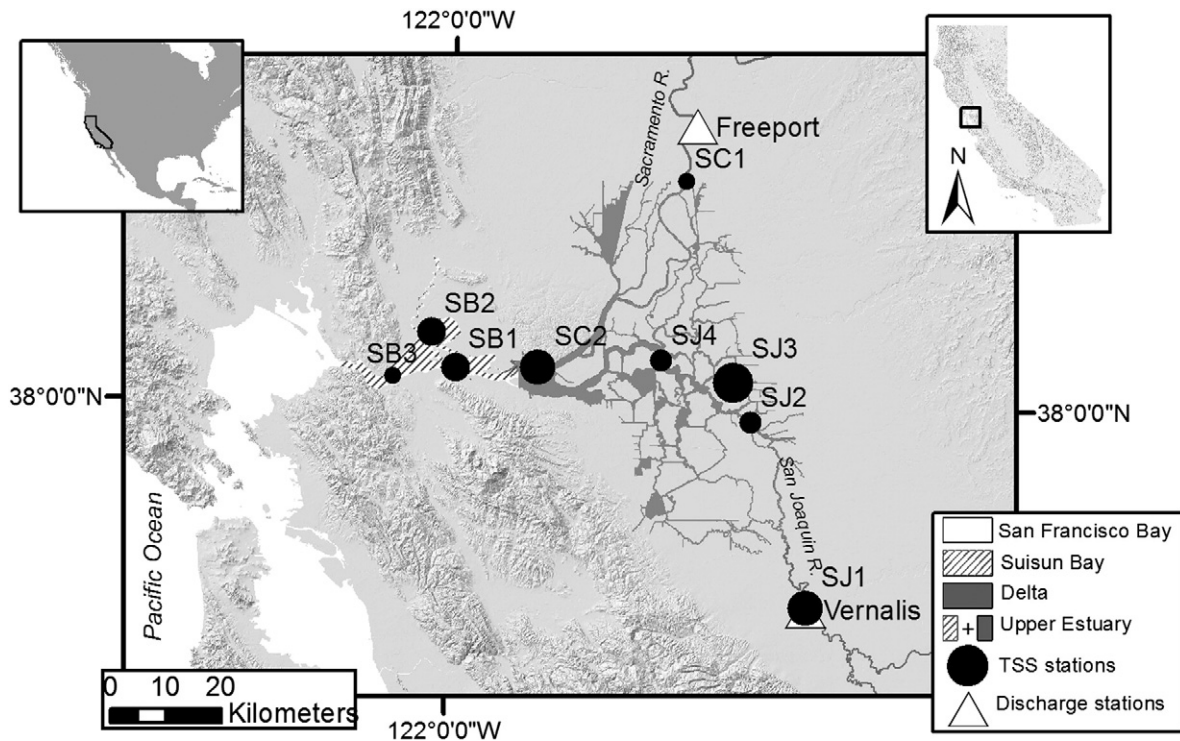 122°0'0"W
Sacramento R.
Freeport
SC1
N
SB2
SB1
SC2
SJ4
SJ3
SB3
SJ2
38°0'0"N
38°0'0"N
San Joaquin R.
Pacific Ocean
SJ1
Vernalis
San Francisco Bay
Suisun Bay
Delta
+ Upper Estuary
TSS stations
Discharge stations
0 10 20
Kilometers
122°0'0"W